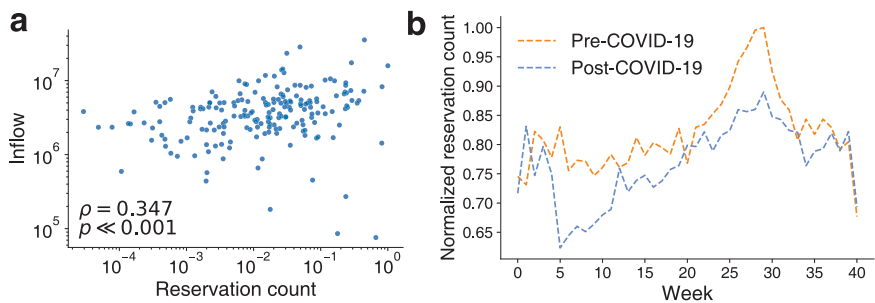 a
Inflow
10^7
10^6
10^5
ρ = 0.347
p ≪ 0.001
10^-4
10^-3
10^-2
10^-1
10^0
Reservation count
b
Normalized reservation count
1.00
0.95
0.90
0.85
0.80
0.75
0.70
0.65
Pre-COVID-19
Post-COVID-19
0
5
10
15
20
25
30
35
40
Week